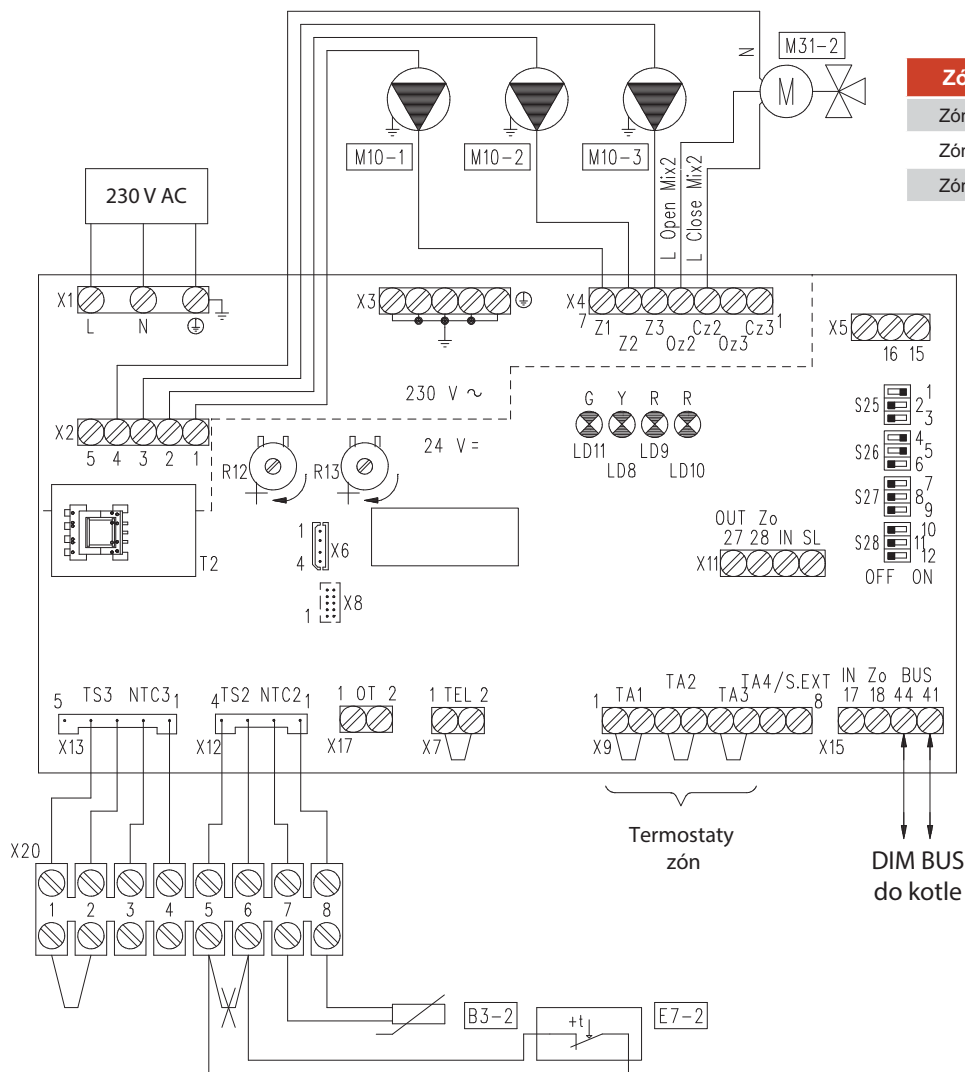 N
M31-2
M
Zó
Zór
Zór
Zór
M10-1
M10-2
M10-3
L Open Mix2
L Close Mix2
230 V AC
X1
L
N
X3
X4
7
Z1
Z2
Z3
Oz2
Cz2
Oz3
Cz3
1
X5
16 15
230 V ~
24 V =
X2
5 4 3 2 1
R12
R13
G Y R R
LD11
LD8
LD9
LD10
S25
1
2
3
S26
4
5
6
S27
7
8
9
S28
10
11
12
OFF ON
T2
1
4
X6
1
X8
OUT Zo
27 28 IN SL
X11
5 TS3 NTC3 1
X13
4 TS2 NTC2 1
X12
1 OT 2
X17
1 TEL 2
X7
1 TA1 TA2 TA3 TA4/S.EXT 8
X9
IN Zo BUS
17 18 44 41
X15
Termostaty
zón
DIM BUS
do kotle
X20
1 2 3 4 5 6 7 8
B3-2
+t
E7-2